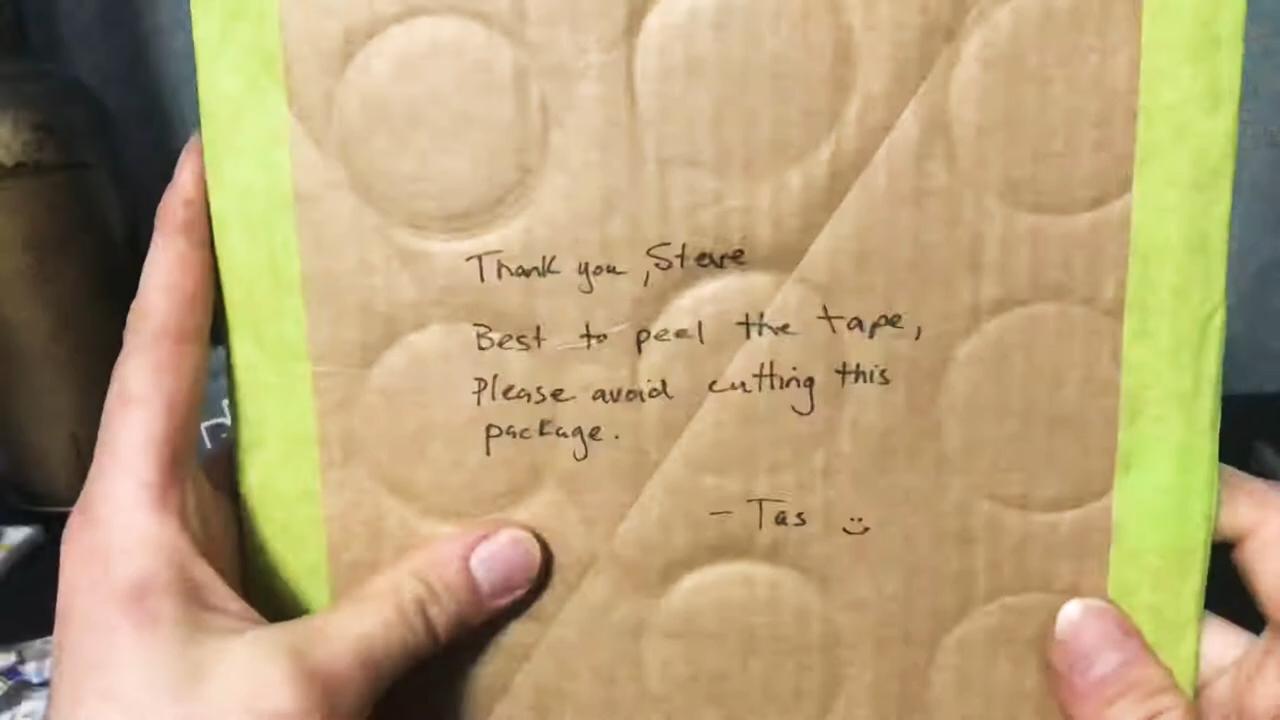 Thank you, Steve
Best to peel the tape,
Please avoid cutting this
package.
- Tas ü